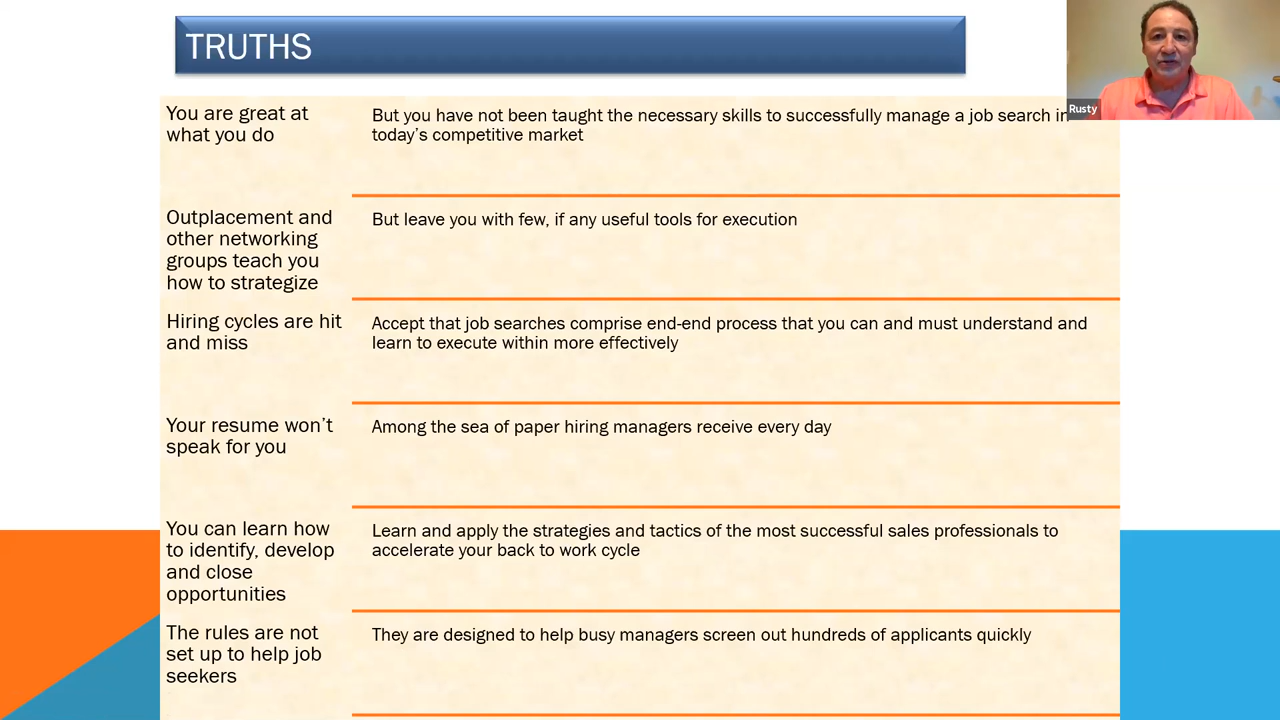 TRUTHS
Rusty
You are great at
what you do
But you have not been taught the necessary skills to successfully manage a job search in
today's competitive market
Outplacement and
other networking
groups teach you
how to strategize
But leave you with few, if any useful tools for execution
Hiring cycles are hit
and miss
Accept that job searches comprise end-end process that you can and must understand and
learn to execute within more effectively
Your resume won't
speak for you
Among the sea of paper hiring managers receive every day
You can learn how
to identify, develop
and close
opportunities
Learn and apply the strategies and tactics of the most successful sales professionals to
accelerate your back to work cycle
The rules are not
set up to help job
seekers
They are designed to help busy managers screen out hundreds of applicants quickly